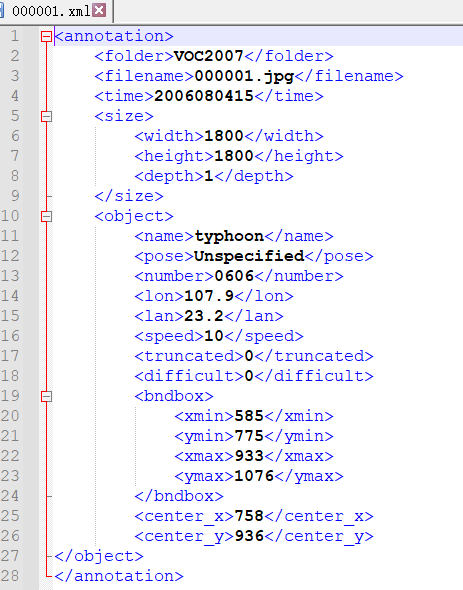 000001.xml
1 <annotation>
2 <folder>VOC2007</folder>
3 <filename>000001.jpg</filename>
4 <time>2006080415</time>
5 <size>
6 <width>1800</width>
7 <height>1800</height>
8 <depth>1</depth>
9 </size>
10 <object>
11 <name>typhoon</name>
12 <pose>Unspecified</pose>
13 <number>0606</number>
14 <lon>107.9</lon>
15 <lan>23.2</lan>
16 <speed>10</speed>
17 <truncated>0</truncated>
18 <difficult>0</difficult>
19 <bndbox>
20 <xmin>585</xmin>
21 <ymin>775</ymin>
22 <xmax>933</xmax>
23 <ymax>1076</ymax>
24 </bndbox>
25 <center_x>758</center_x>
26 <center_y>936</center_y>
27 </object>
28 </annotation>